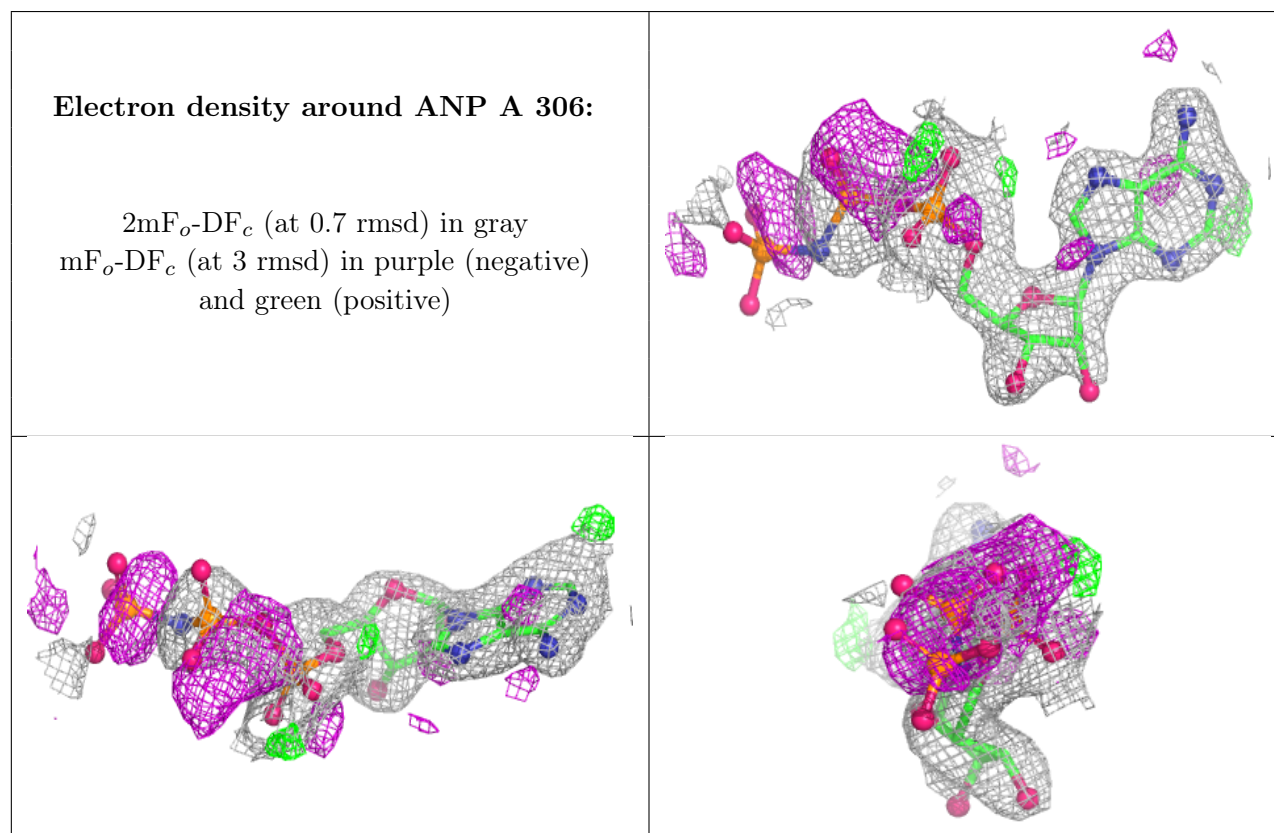 Electron density around ANP A 306:
2mFₒ-DF𝒸 (at 0.7 rmsd) in gray
mFₒ-DF𝒸 (at 3 rmsd) in purple (negative)
and green (positive)